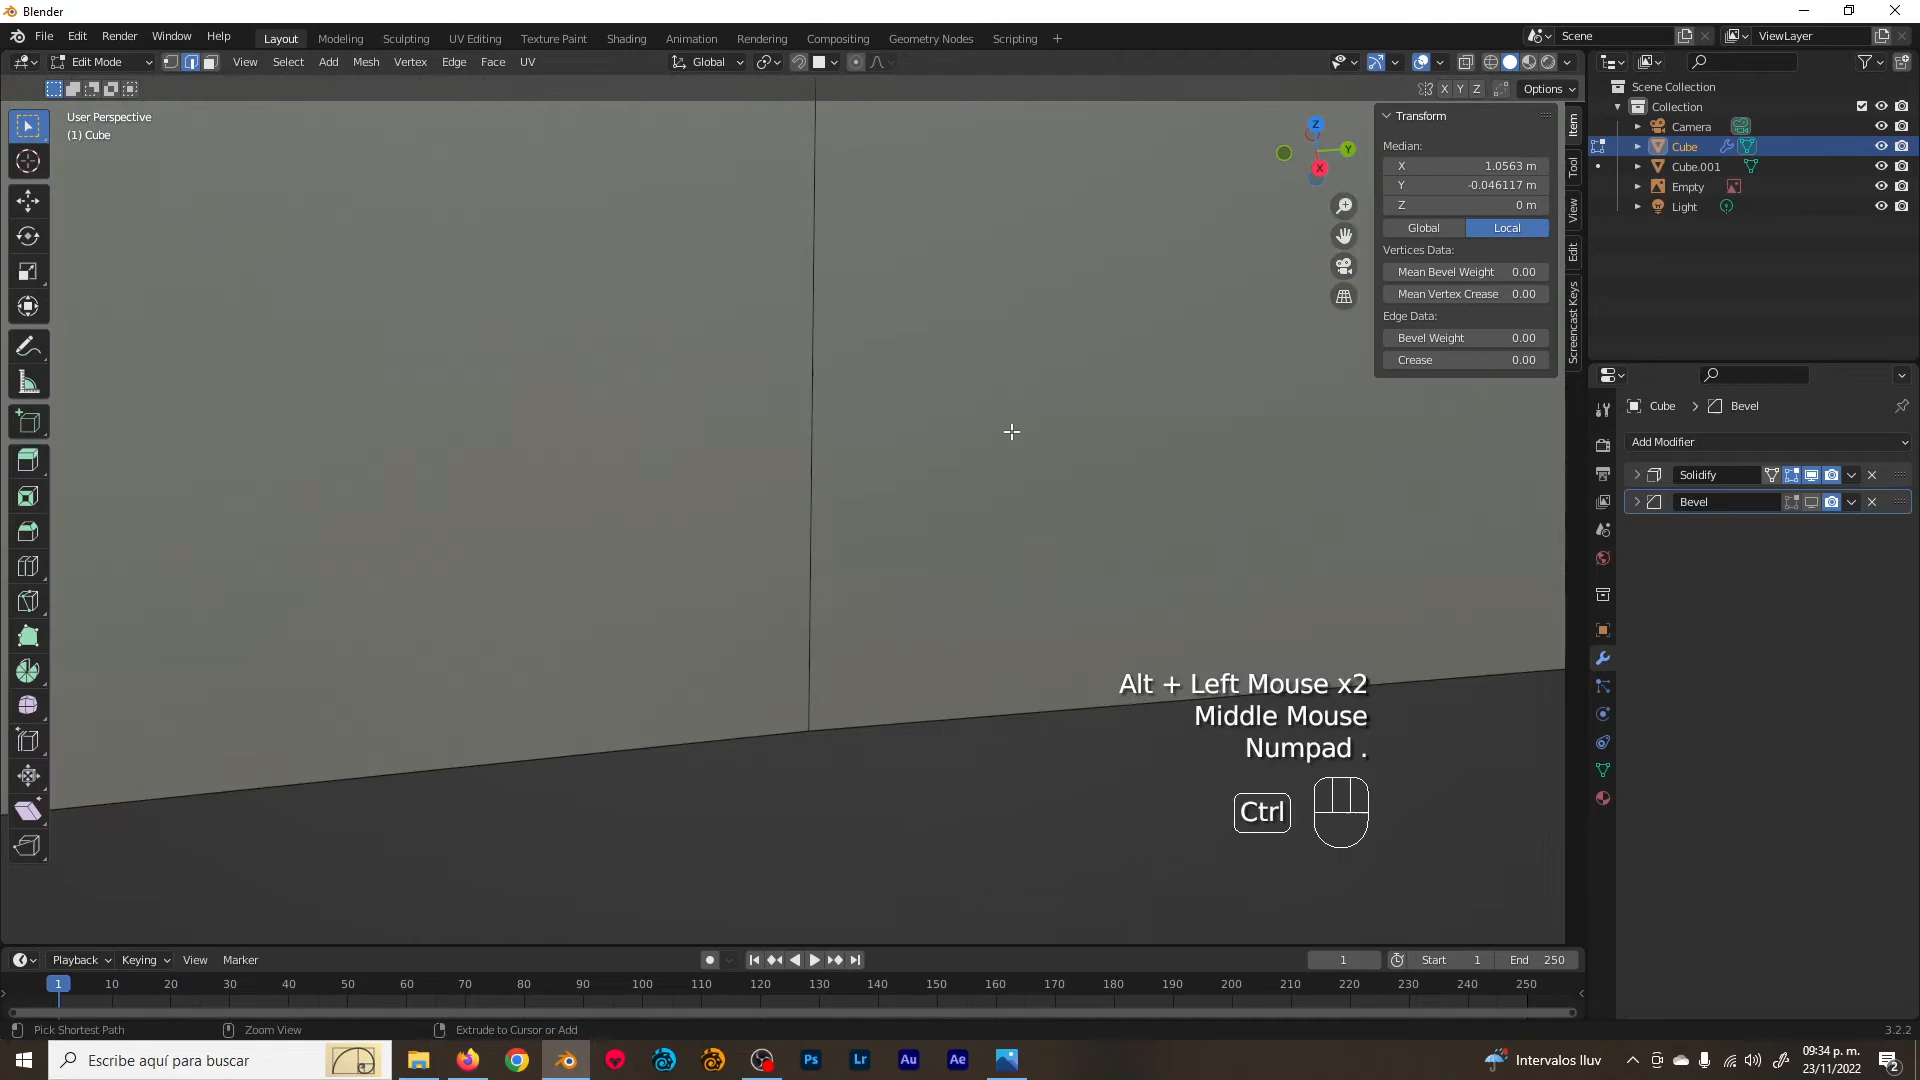 Blender
File Edit Render Window Help
Layout Modeling Sculpting UV Editing Texture Paint Shading Animation Rendering Compositing Geometry Nodes Scripting +
Scene
ViewLayer
Edit Mode View Select Add Mesh Vertex Edge Face UV
Global
X Y Z
Options
User Perspective
(1) Cube
Z
Y
X
Transform
Median:
X 1.0563 m
Y -0.046117 m
Z 0 m
Global Local
Vertices Data:
Mean Bevel Weight 0.00
Mean Vertex Crease 0.00
Edge Data:
Bevel Weight 0.00
Crease 0.00
Item
Tool
View
Edit
Screencast Keys
Scene Collection
Collection
Camera
Cube
Cube.001
Empty
Light
Cube > Bevel
Add Modifier
Solidify
Bevel
Alt + Left Mouse x2
Middle Mouse
Numpad .
Ctrl
Playback Keying View Marker
1 Start 1 End 250
1 10 20 30 40 50 60 70 80 90 100 110 120 130 140 150 160 170 180 190 200 210 220 230 240 250
Pick Shortest Path Zoom View Extrude to Cursor or Add
3.2.2
Escribe aquí para buscar
Ps Lr Au Ae
Intervalos lluv
09:34 p. m.
23/11/2022
2